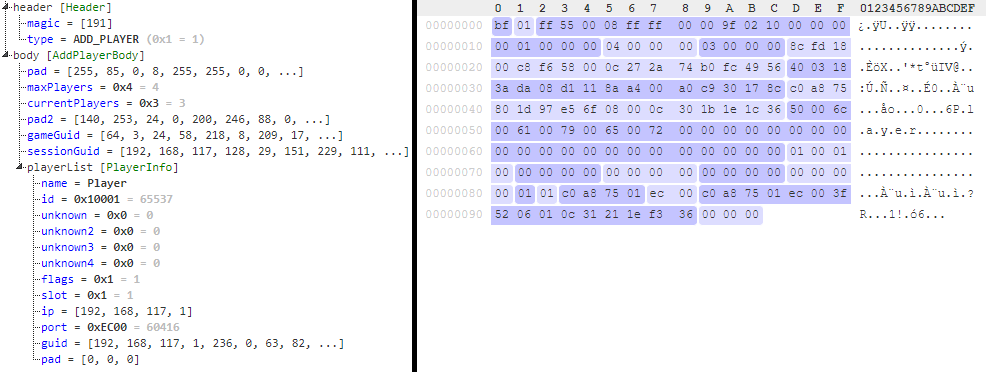 header [Header]
magic = [191]
type = ADD_PLAYER (0x1 = 1)
body [AddPlayerBody]
pad = [255, 85, 0, 8, 255, 255, 0, 0, ...]
maxPlayers = 0x4 = 4
currentPlayers = 0x3 = 3
pad2 = [140, 253, 24, 0, 200, 246, 88, 0, ...]
gameGuid = [64, 3, 24, 58, 218, 8, 209, 17, ...]
sessionGuid = [192, 168, 117, 128, 29, 151, 229, 111, ...]
playerList [PlayerInfo]
name = Player
id = 0x10001 = 65537
unknown = 0x0 = 0
unknown2 = 0x0 = 0
unknown3 = 0x0 = 0
unknown4 = 0x0 = 0
flags = 0x1 = 1
slot = 0x1 = 1
ip = [192, 168, 117, 1]
port = 0xEC00 = 60416
guid = [192, 168, 117, 1, 236, 0, 63, 82, ...]
pad = [0, 0, 0]
0 1 2 3 4 5 6 7 8 9 A B C D E F 0123456789ABCDEF
00000000 bf 01 ff 55 00 08 ff ff 00 00 9f 02 10 00 00 00 ¿.ÿU..ÿÿ........
00000010 00 01 00 00 00 04 00 00 00 03 00 00 00 8c fd 18 ..............ý.
00000020 00 c8 f6 58 00 0c 27 2a 74 b0 fc 49 56 40 03 18 .ÈöX..'*t°üIV@..
00000030 3a da 08 d1 11 8a a4 00 a0 c9 30 17 8c c0 a8 75 :Ú.Ñ..¤..É0..À¨u
00000040 80 1d 97 e5 6f 08 00 0c 30 1b 1e 1c 36 50 00 6c ...åo...0...6P.l
00000050 00 61 00 79 00 65 00 72 00 00 00 00 00 00 00 00 .a.y.e.r........
00000060 00 00 00 00 00 00 00 00 00 00 00 00 00 01 00 01 ................
00000070 00 00 00 00 00 00 00 00 00 00 00 00 00 00 00 00 ................
00000080 00 01 01 c0 a8 75 01 ec 00 c0 a8 75 01 ec 00 3f ...À¨u.ì.À¨u.ì.?
00000090 52 06 01 0c 31 21 1e f3 36 00 00 00 R...1!.ó6...